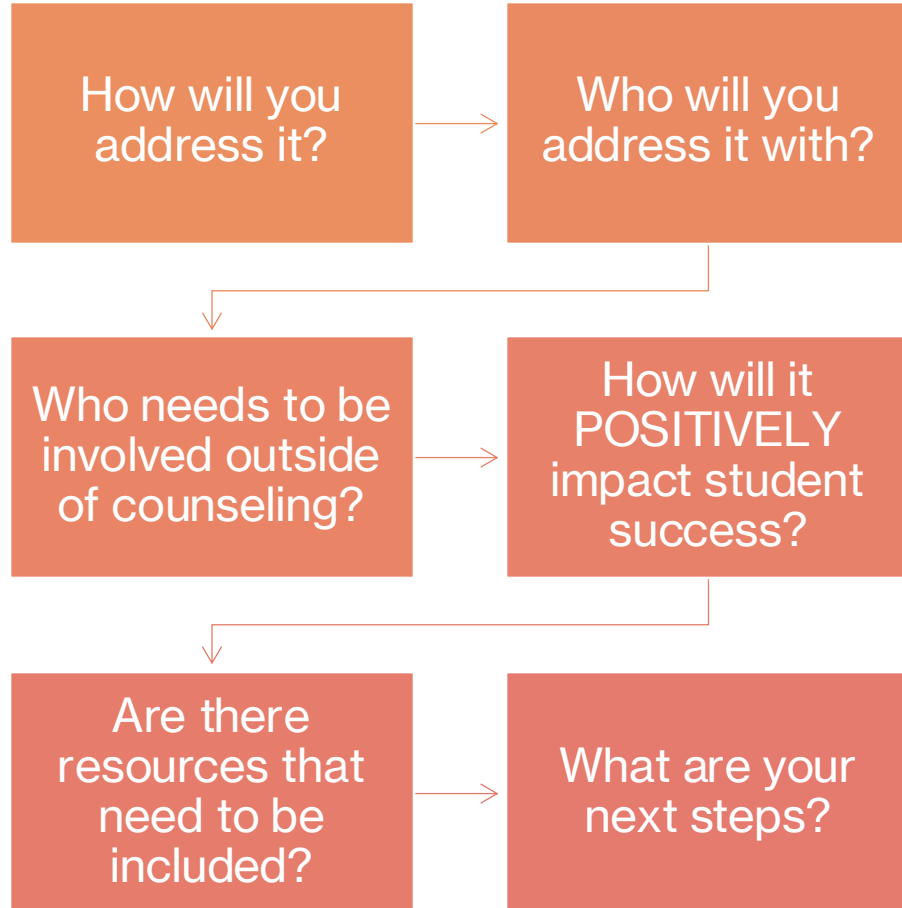 How will you
address it?
Who will you
address it with?
Who needs to be
involved outside
of counseling?
How will it
POSITIVELY
impact student
success?
Are there
resources that
need to be
included?
What are your
next steps?